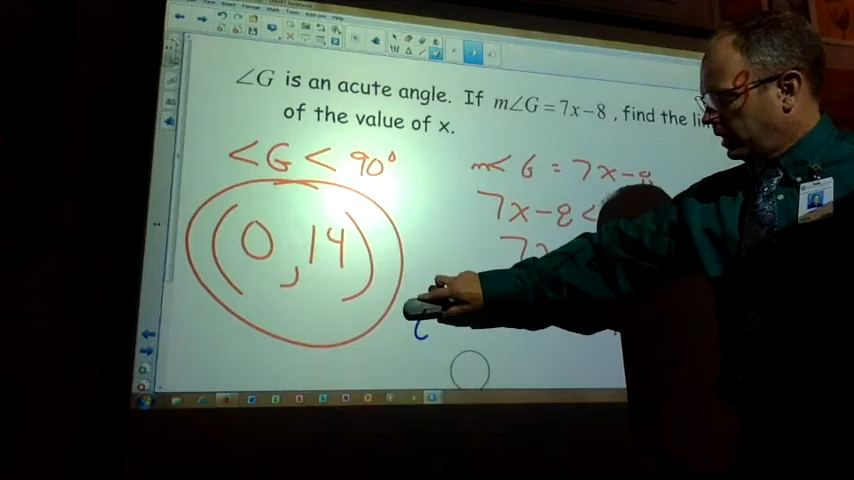 ∠G is an acute angle. If m∠G = 7x−8, find the
of the value of x.
<G < 90°
m< G = 7x-8
7x-8 <
(0, 14)